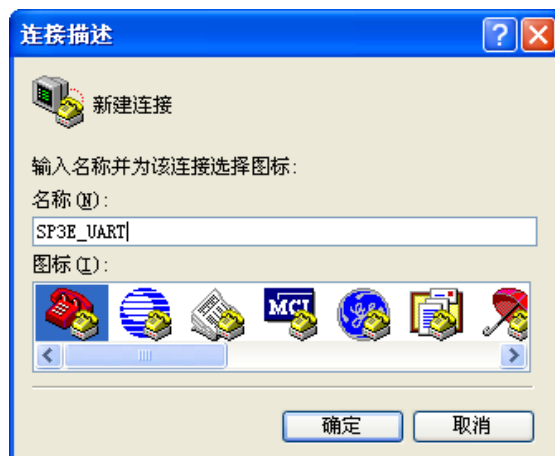 连接描述
新建连接
输入名称并为该连接选择图标:
名称(N):
SP3E_UART
图标(I):
MCI
确定
取消